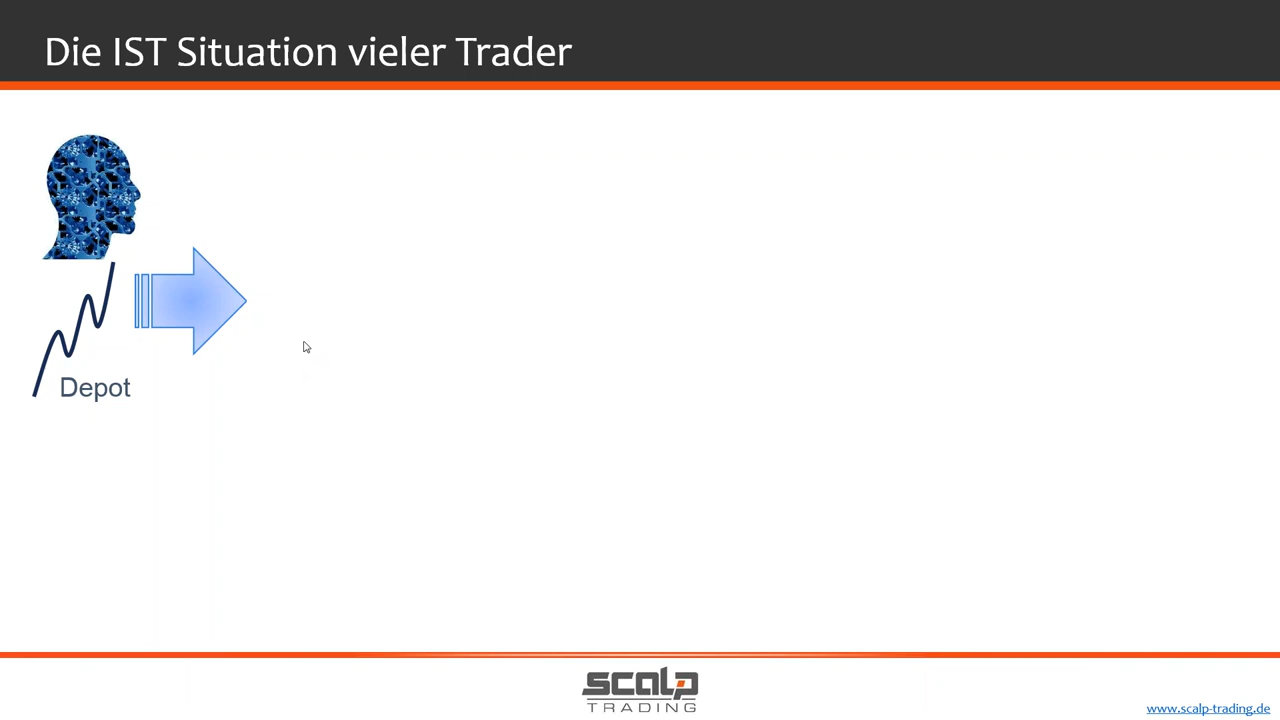 Die IST Situation vieler Trader
Depot
scalp
TRADING
www.scalp-trading.de